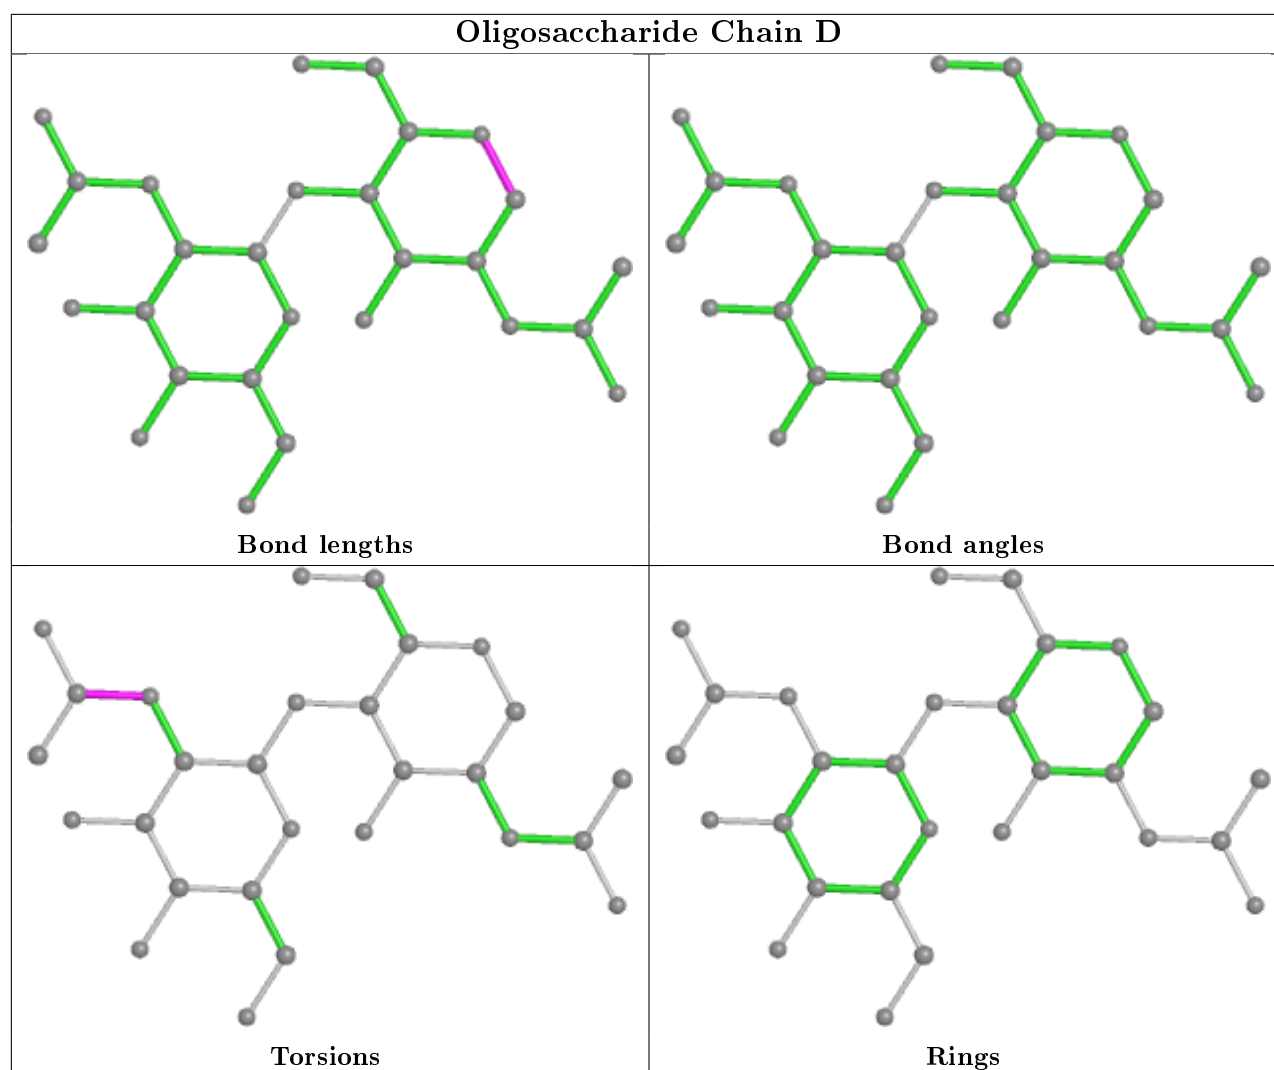 Oligosaccharide Chain D
Bond lengths
Bond angles
Torsions
Rings